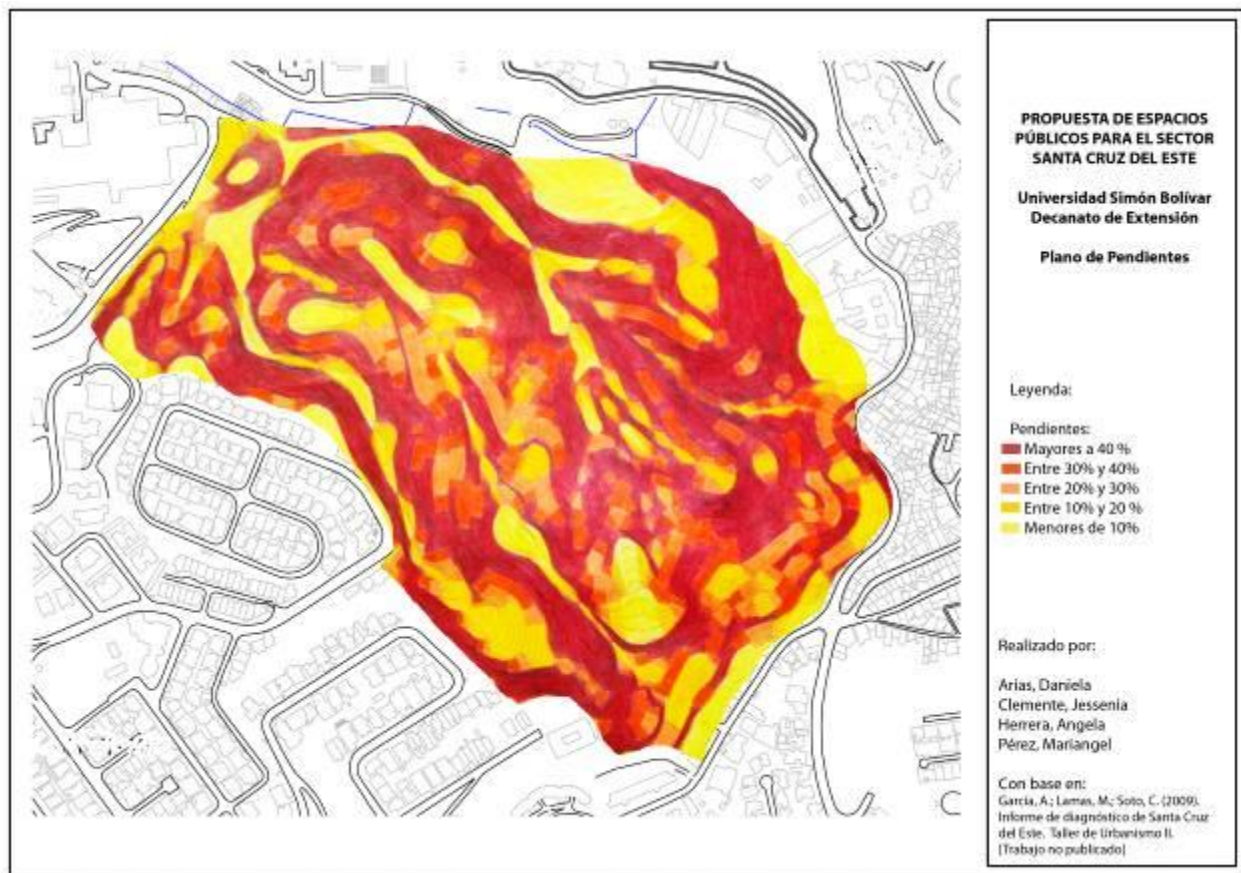 PROPUESTA DE ESPACIOS
PÚBLICOS PARA EL SECTOR
SANTA CRUZ DEL ESTE
Universidad Simón Bolívar
Decanato de Extensión
Plano de Pendientes
Leyenda:
Pendientes:
Mayores a 40 %
Entre 30% y 40%
Entre 20% y 30%
Entre 10% y 20 %
Menores de 10%
Realizado por:
Arias, Daniela
Clemente, Jessenia
Herrera, Angela
Pérez, Mariangel
Con base en:
García, A.; Lamas, M.; Soto, C. (2009).
Informe de diagnóstico de Santa Cruz
del Este. Taller de Urbanismo II.
[Trabajo no publicado]